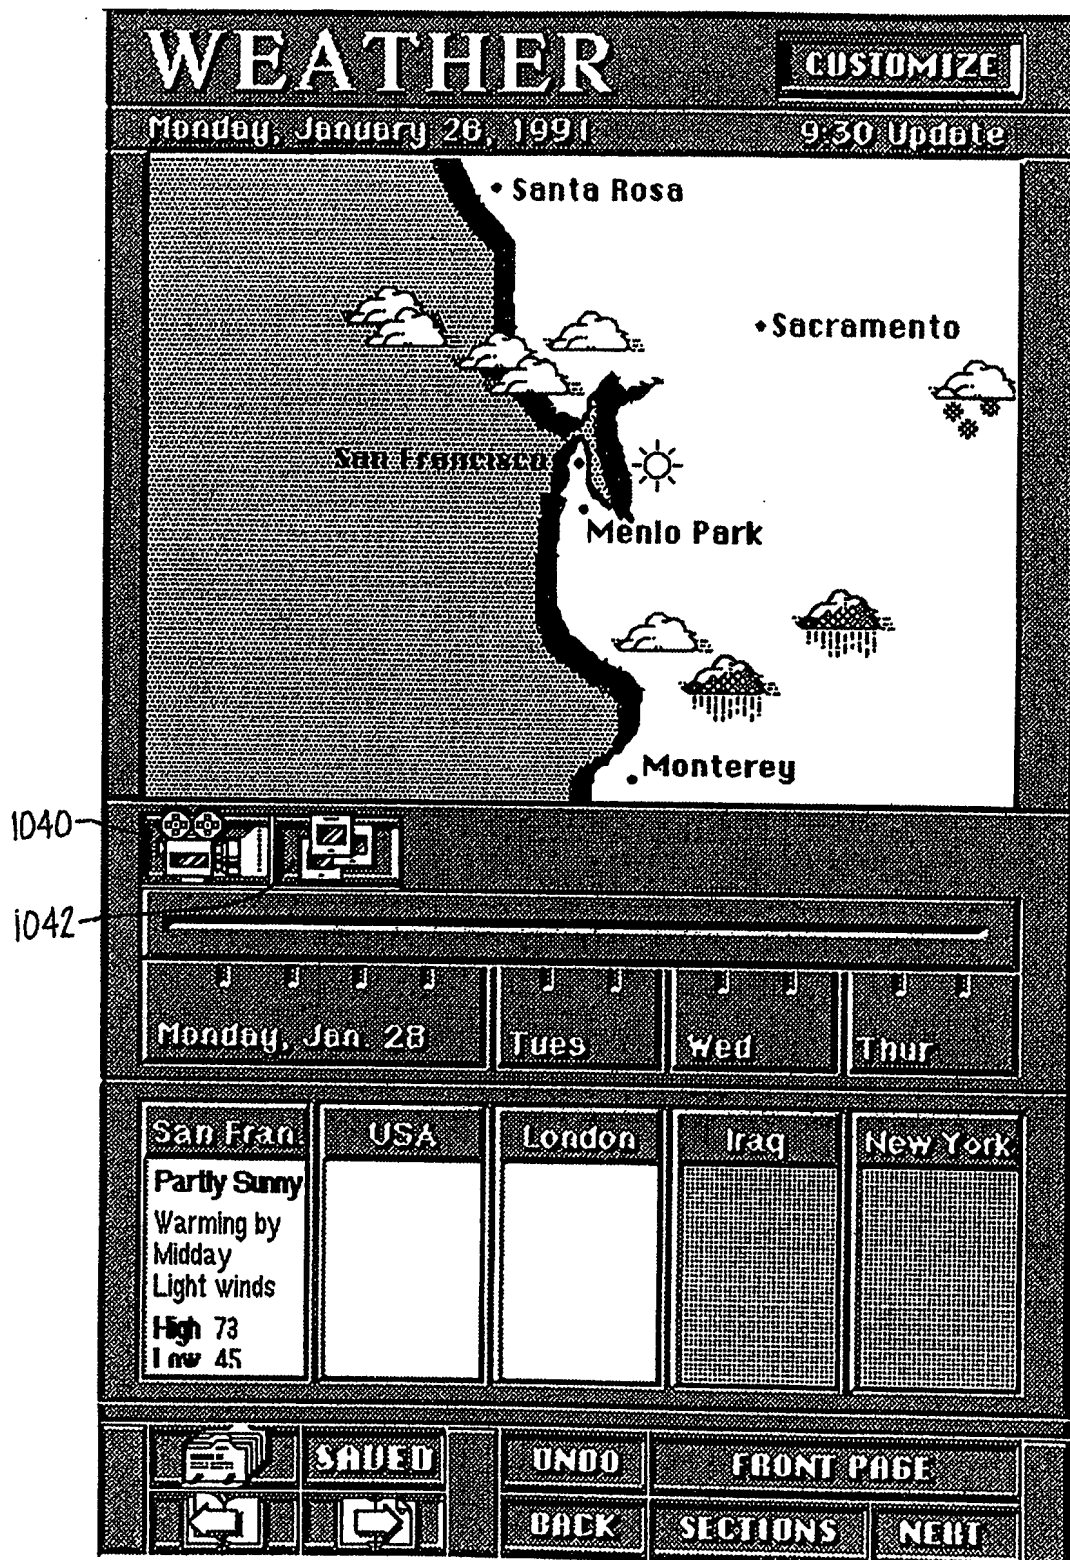 WEATHER
CUSTOMIZE
Monday, January 26, 1991
9:30 Update
Santa Rosa
Sacramento
San Francisco
Menlo Park
Monterey
1040
1042
Monday, Jan. 28
Tues
Wed
Thur
San Fran.
USA
London
Iraq
New York
Partly Sunny
Warming by
Midday
Light winds
High 73
Low 45
SAVED
UNDO
FRONT PAGE
BACK
SECTIONS
NEXT